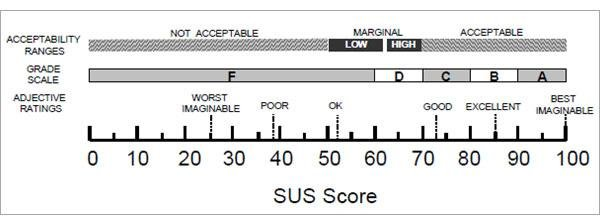 ACCEPTABILITY RANGES
NOT ACCEPTABLE
MARGINAL
ACCEPTABLE
LOW
HIGH
GRADE SCALE
F D C B A
ADJECTIVE RATINGS
WORST IMAGINABLE
POOR
OK
GOOD
EXCELLENT
BEST IMAGINABLE
0 10 20 30 40 50 60 70 80 90 100
SUS Score